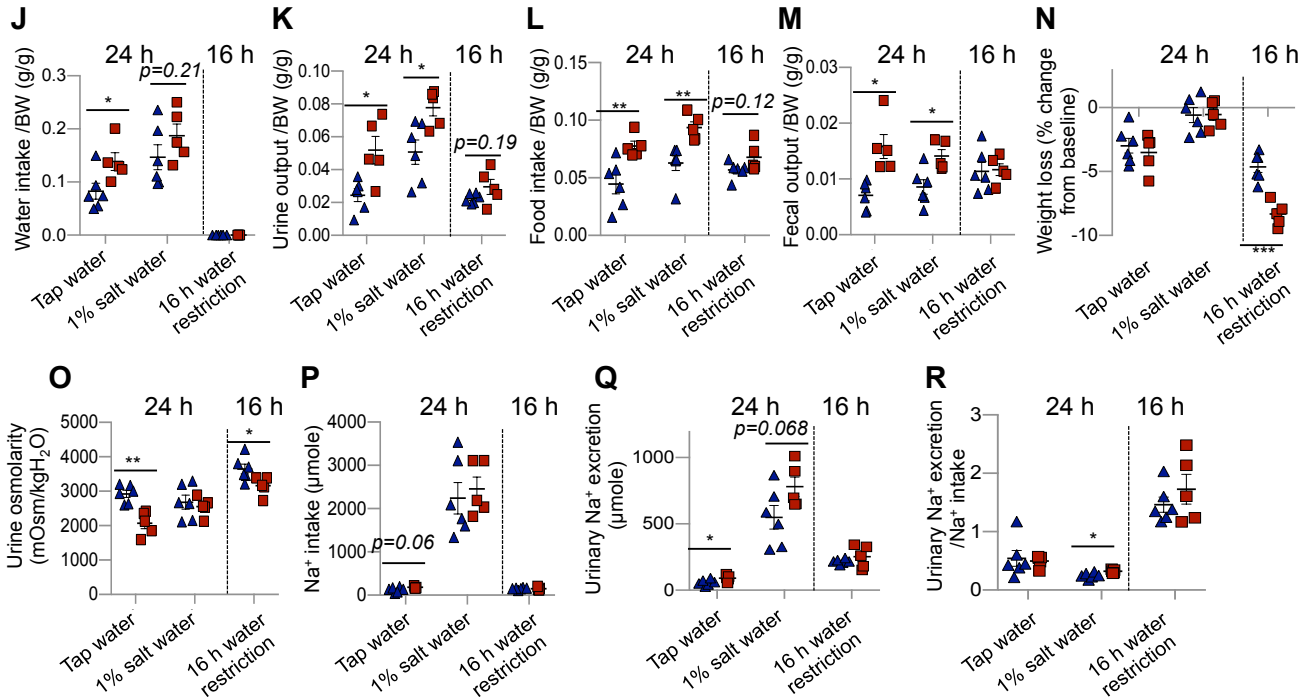 J
24 h
16 h
Water intake /BW (g/g)
0.3
0.2
0.1
0.0
*
p=0.21
Tap water
1% salt water
16 h water
restriction
K
24 h
16 h
Urine output /BW (g/g)
0.10
0.08
0.06
0.04
0.02
0.00
*
*
p=0.19
Tap water
1% salt water
16 h water
restriction
L
24 h
16 h
Food intake /BW (g/g)
0.15
0.10
0.05
0.00
**
**
p=0.12
Tap water
1% salt water
16 h water
restriction
M
24 h
16 h
Fecal output /BW (g/g)
0.03
0.02
0.01
0.00
*
*
Tap water
1% salt water
16 h water
restriction
N
24 h
16 h
Weight loss (% change
from baseline)
0
-5
-10
***
Tap water
1% salt water
16 h water
restriction
O
24 h
16 h
Urine osmolarity
(mOsm/kgH₂O)
5000
4000
3000
2000
1000
0
**
*
Tap water
1% salt water
16 h water
restriction
P
24 h
16 h
Na⁺ intake (µmole)
4000
3000
2000
1000
0
p=0.06
Tap water
1% salt water
16 h water
restriction
Q
24 h
16 h
Urinary Na⁺ excretion
(µmole)
1000
500
0
*
p=0.068
Tap water
1% salt water
16 h water
restriction
R
24 h
16 h
Urinary Na⁺ excretion
/Na⁺ intake
3
2
1
0
*
Tap water
1% salt water
16 h water
restriction